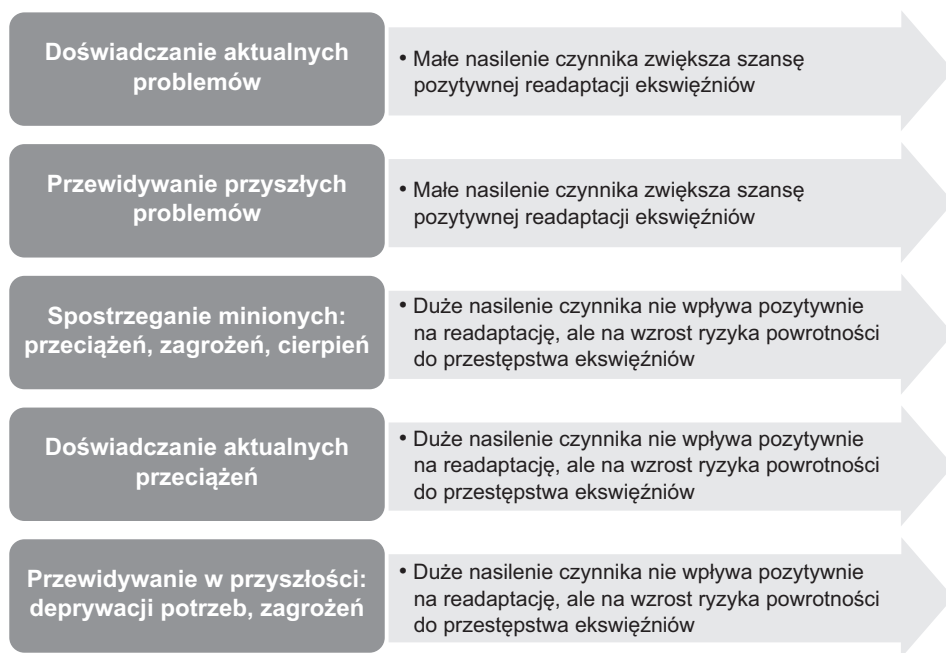 Doświadczanie aktualnych
problemów
• Małe nasilenie czynnika zwiększa szansę
pozytywnej readaptacji ekswięźniów
Przewidywanie przyszłych
problemów
• Małe nasilenie czynnika zwiększa szansę
pozytywnej readaptacji ekswięźniów
Spostrzeganie minionych:
przeciążeń, zagrożeń, cierpień
• Duże nasilenie czynnika nie wpływa pozytywnie
na readaptację, ale na wzrost ryzyka powrotności
do przestępstwa ekswięźniów
Doświadczanie aktualnych
przeciążeń
• Duże nasilenie czynnika nie wpływa pozytywnie
na readaptację, ale na wzrost ryzyka powrotności
do przestępstwa ekswięźniów
Przewidywanie w przyszłości:
deprywacji potrzeb, zagrożeń
• Duże nasilenie czynnika nie wpływa pozytywnie
na readaptację, ale na wzrost ryzyka powrotności
do przestępstwa ekswięźniów